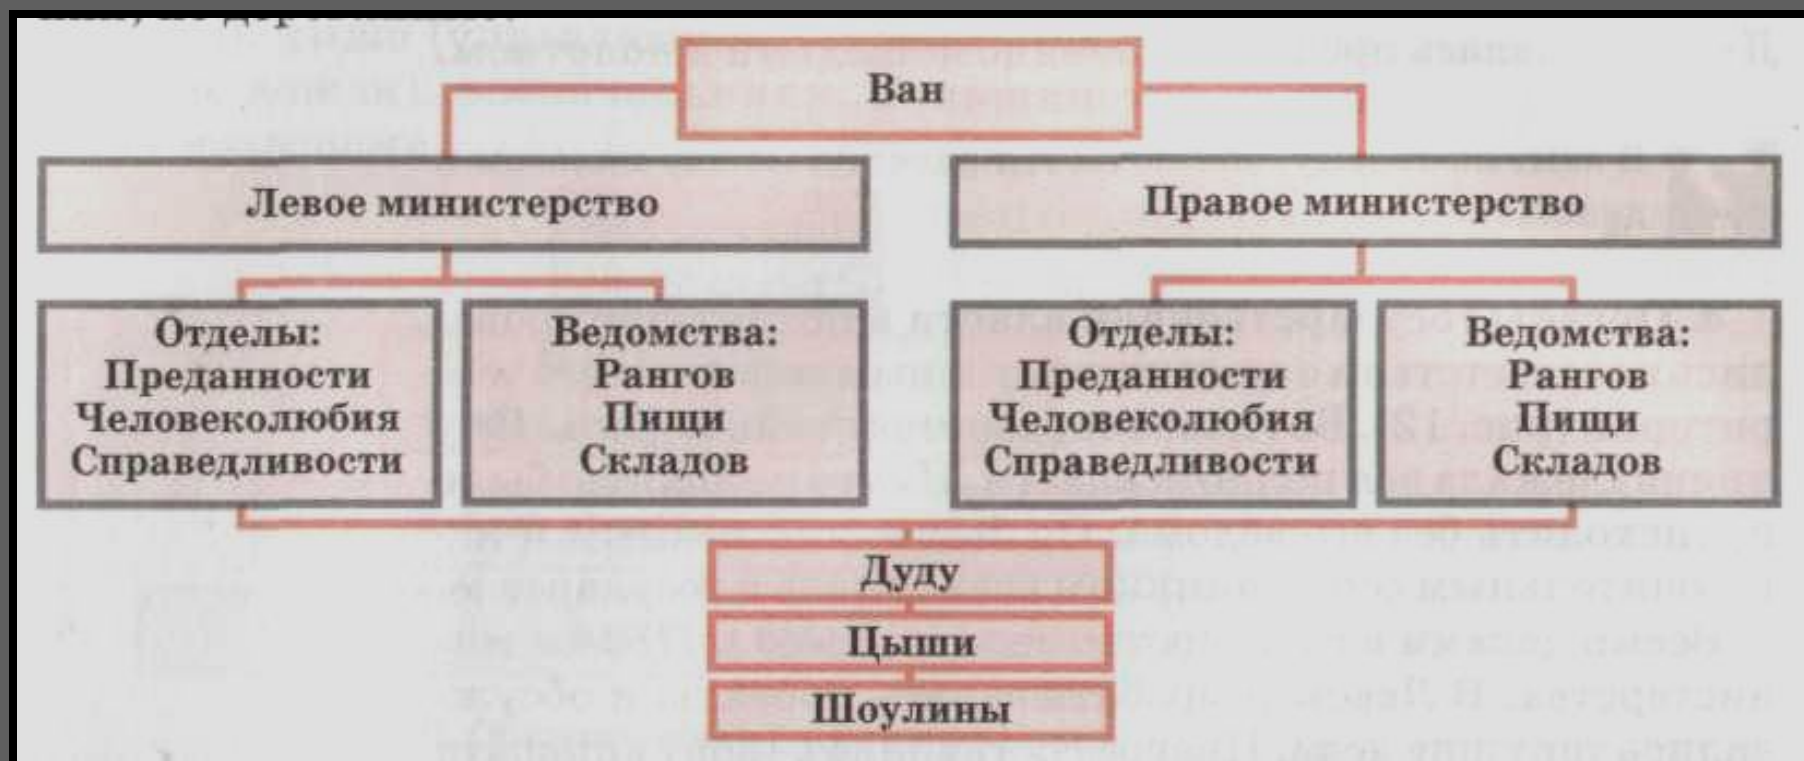 Ван
Левое министерство
Правое министерство
Отделы:
Преданности
Человеколюбия
Справедливости
Ведомства:
Рангов
Пищи
Складов
Отделы:
Преданности
Человеколюбия
Справедливости
Ведомства:
Рангов
Пищи
Складов
Дуду
Цыши
Шоулины